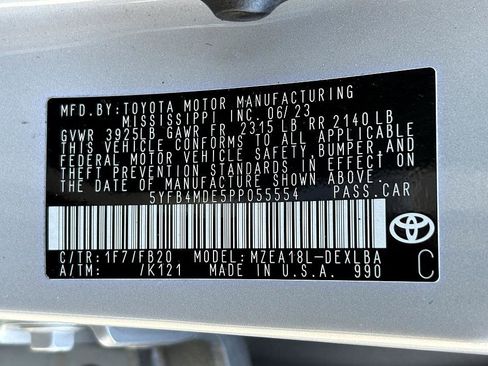 MFD. BY: TOYOTA MOTOR MANUFACTURING
MISSISSIPPI INC. 06/23
GVWR 3925LB GAWR FR 2315 LB RR 2140 LB
THIS VEHICLE CONFORMS TO ALL APPLICABLE
FEDERAL MOTOR VEHICLE SAFETY, BUMPER, AND
THEFT PREVENTION STANDARDS IN EFFECT ON
THE DATE OF MANUFACTURE SHOWN ABOVE.
5YFB4MDE5PP055554 PASS.CAR
C/TR: 1F7/FB20 MODEL: MZEA18L-DEXLBA
A/TM: /K121 MADE IN U.S.A. 990
C